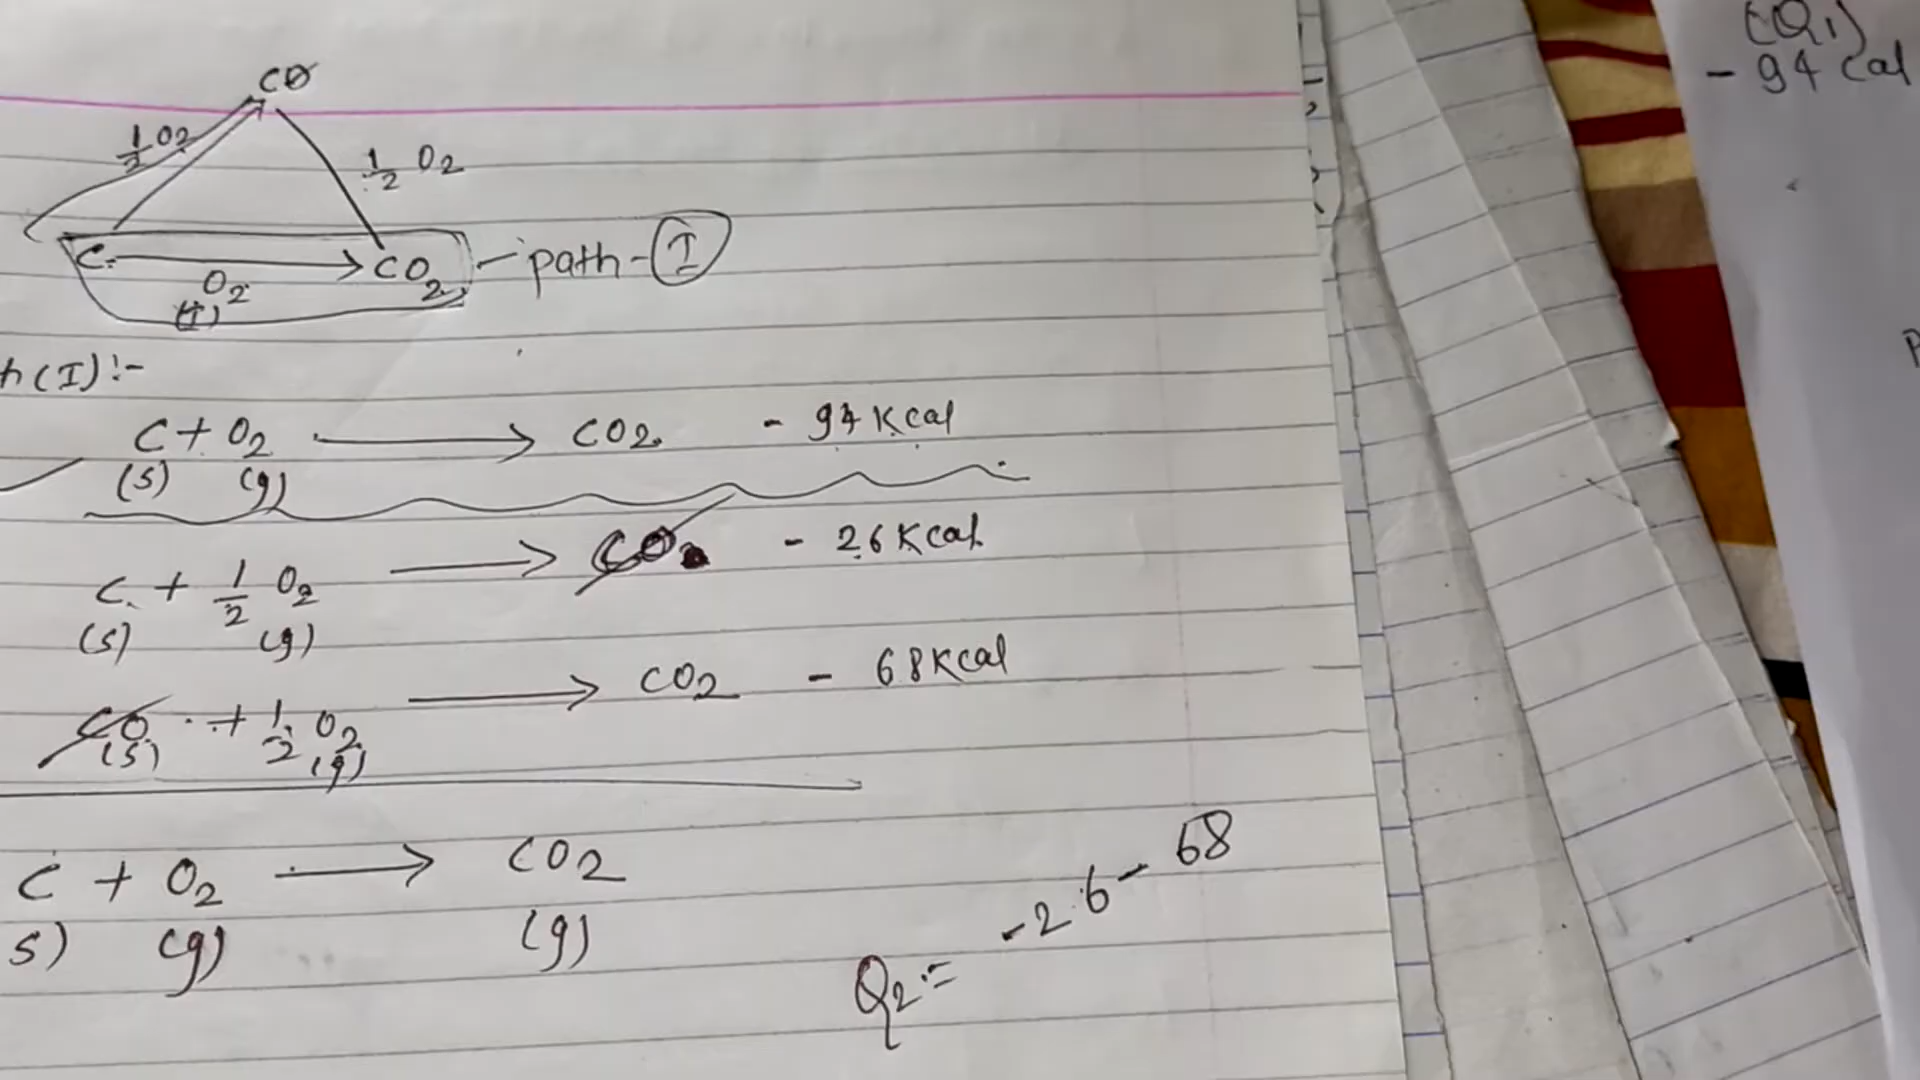 CO
1/2 O2
1/2 O2
C → CO2 - path - (I)
O2
(I)
h (I) :-
C + O2 → CO2 - 94 Kcal
(s) (g)
C + 1/2 O2 → CO - 26 Kcal
(s) (g)
CO + 1/2 O2 → CO2 - 68 Kcal
(s) (g)
C + O2 → CO2
s) (g) (g)
Q2 = -26 - 68
(Q1)
- 94 Cal
P